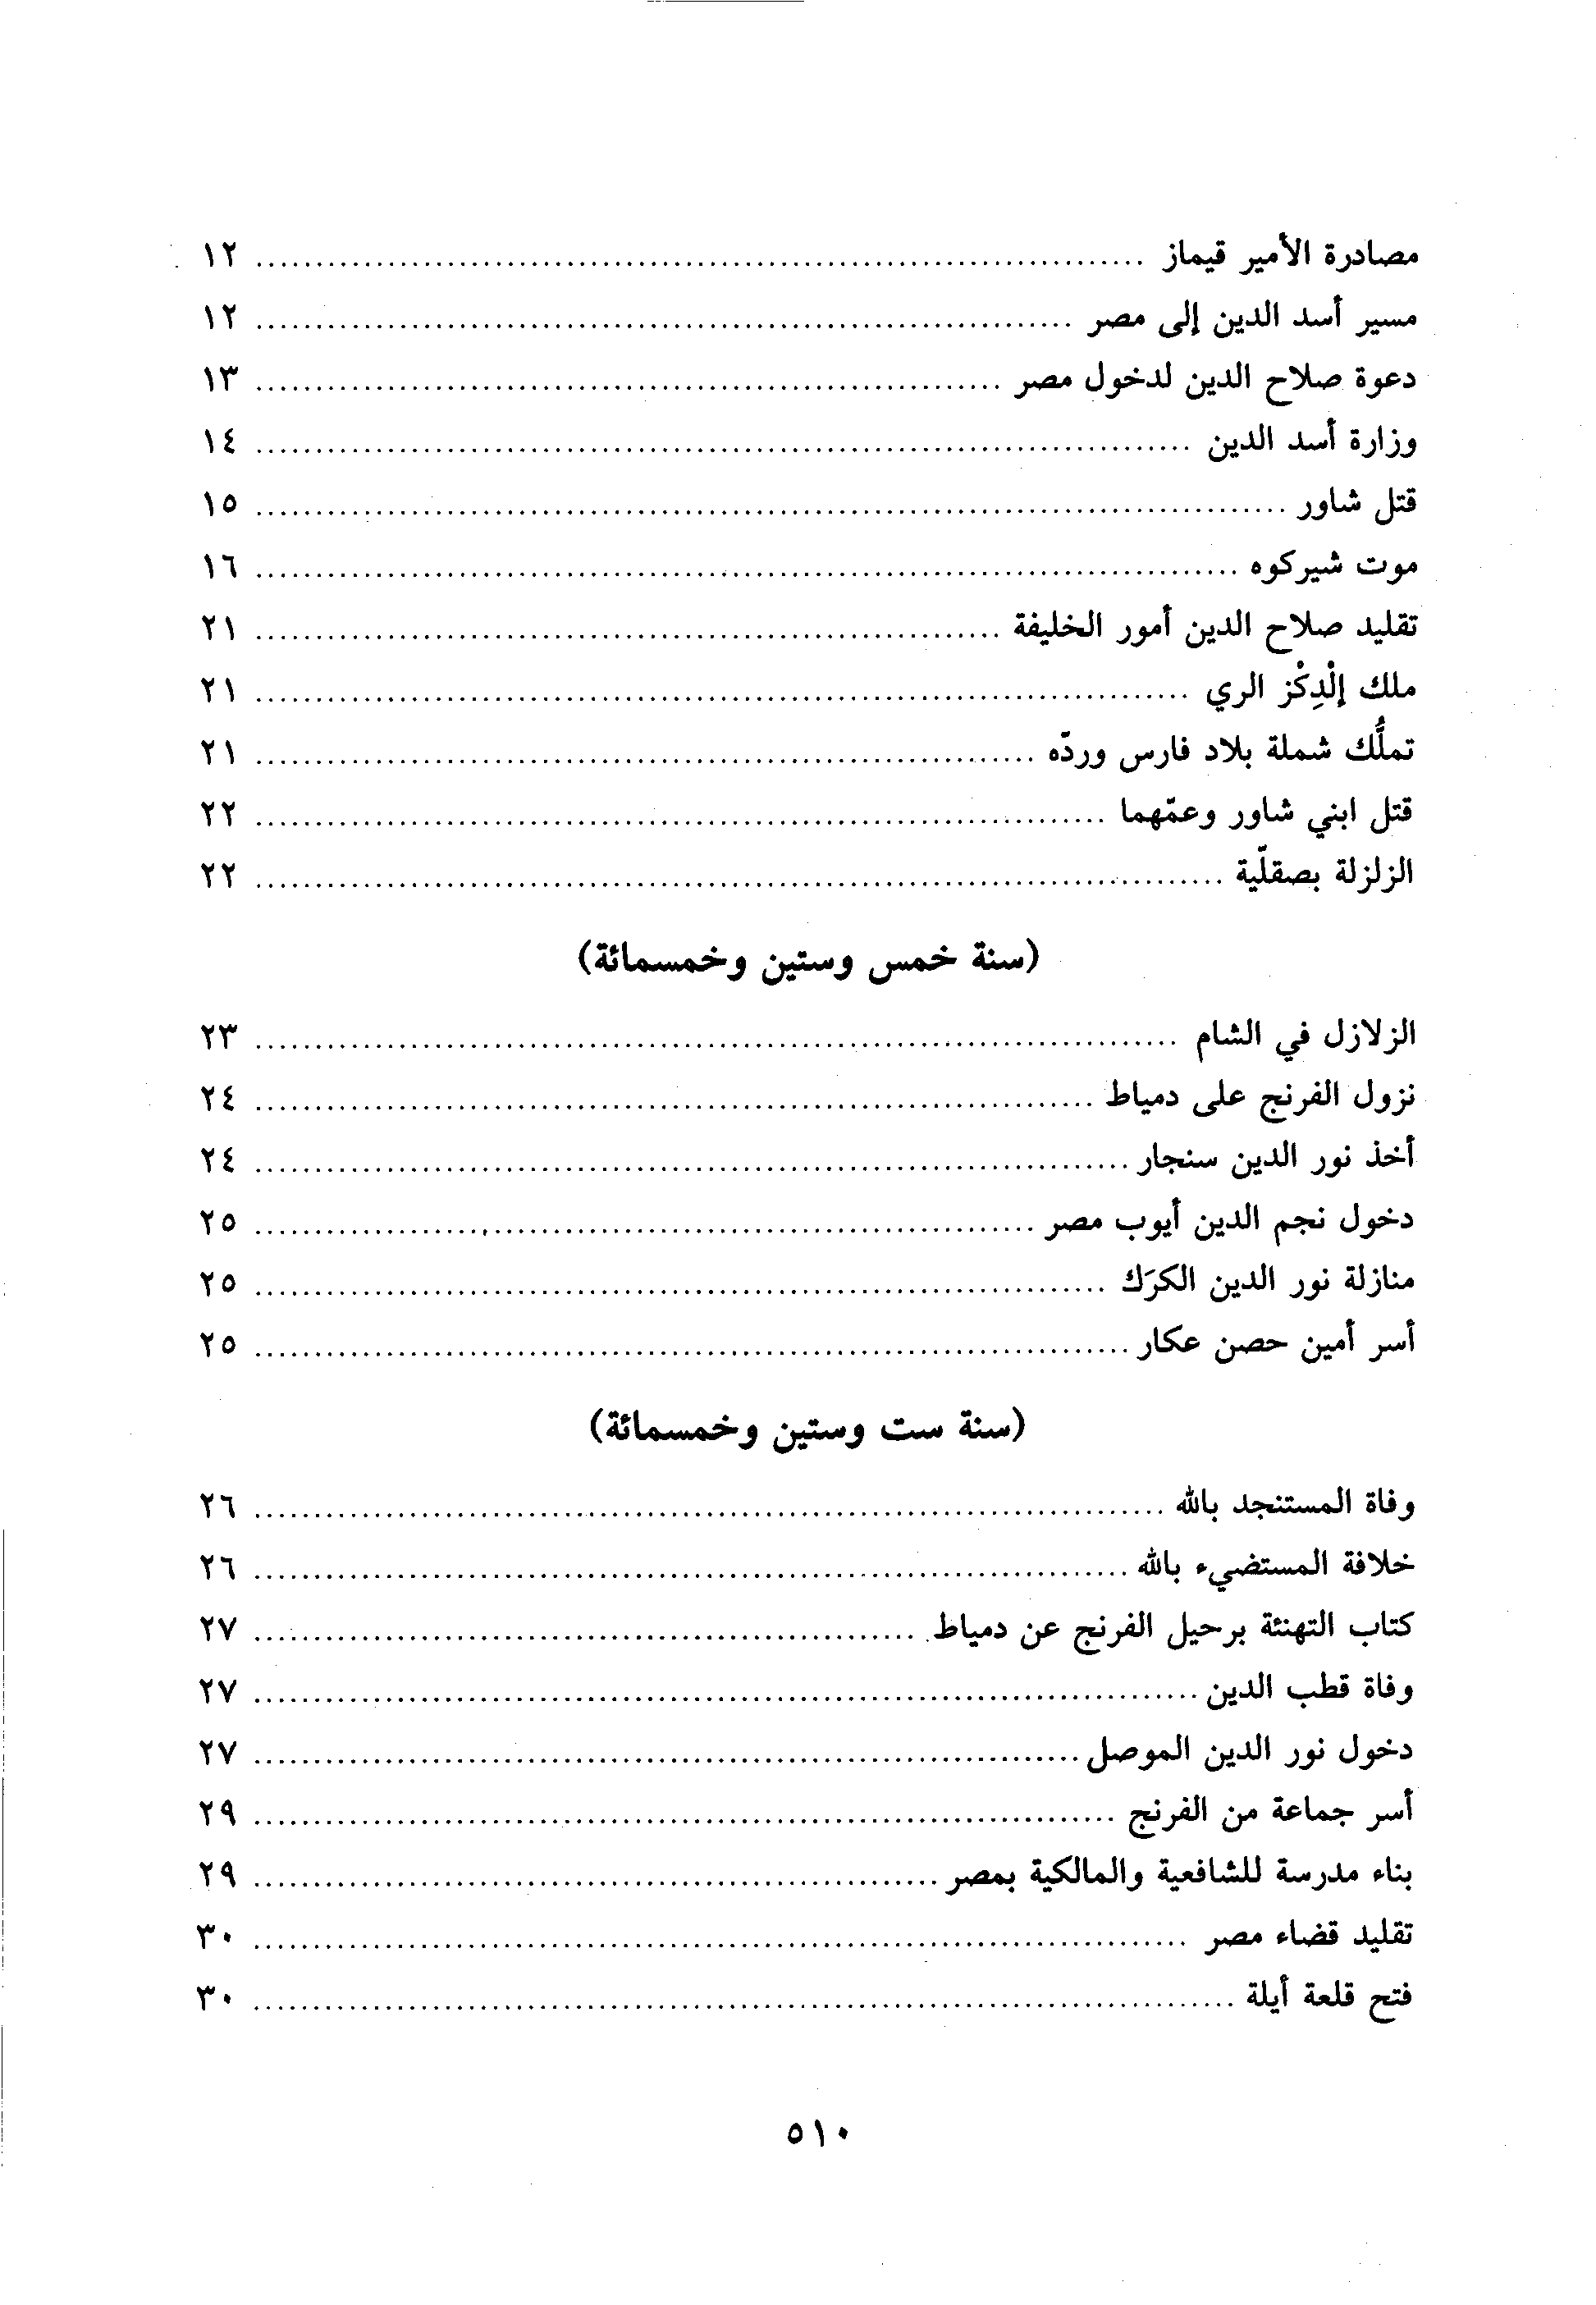 مصادرة الأمير قيماز ........ ١٢
مسير أسد الدين إلى مصر ........ ١٢
دعوة صلاح الدين لدخول مصر ........ ١٣
وزارة أسد الدين ........ ١٤
قتل شاور ........ ١٥
موت شيركوه ........ ١٦
تقليد صلاح الدين أمور الخليفة ........ ٢١
ملك إلْدِكْز الري ........ ٢١
تملُّك شملة بلاد فارس وردّه ........ ٢١
قتل ابني شاور وعمّهما ........ ٢٢
الزلزلة بصقلّية ........ ٢٢
(سنة خمس وستين وخمسمائة)
الزلازل في الشام ........ ٢٣
نزول الفرنج على دمياط ........ ٢٤
أخذ نور الدين سنجار ........ ٢٤
دخول نجم الدين أيوب مصر ........ ٢٥
منازلة نور الدين الكرَك ........ ٢٥
أسر أمين حصن عكار ........ ٢٥
(سنة ست وستين وخمسمائة)
وفاة المستنجد بالله ........ ٢٦
خلافة المستضيء بالله ........ ٢٦
كتاب التهنئة برحيل الفرنج عن دمياط ........ ٢٧
وفاة قطب الدين ........ ٢٧
دخول نور الدين الموصل ........ ٢٧
أسر جماعة من الفرنج ........ ٢٩
بناء مدرسة للشافعية والمالكية بمصر ........ ٢٩
تقليد قضاء مصر ........ ٣٠
فتح قلعة أيلة ........ ٣٠
٥١٠